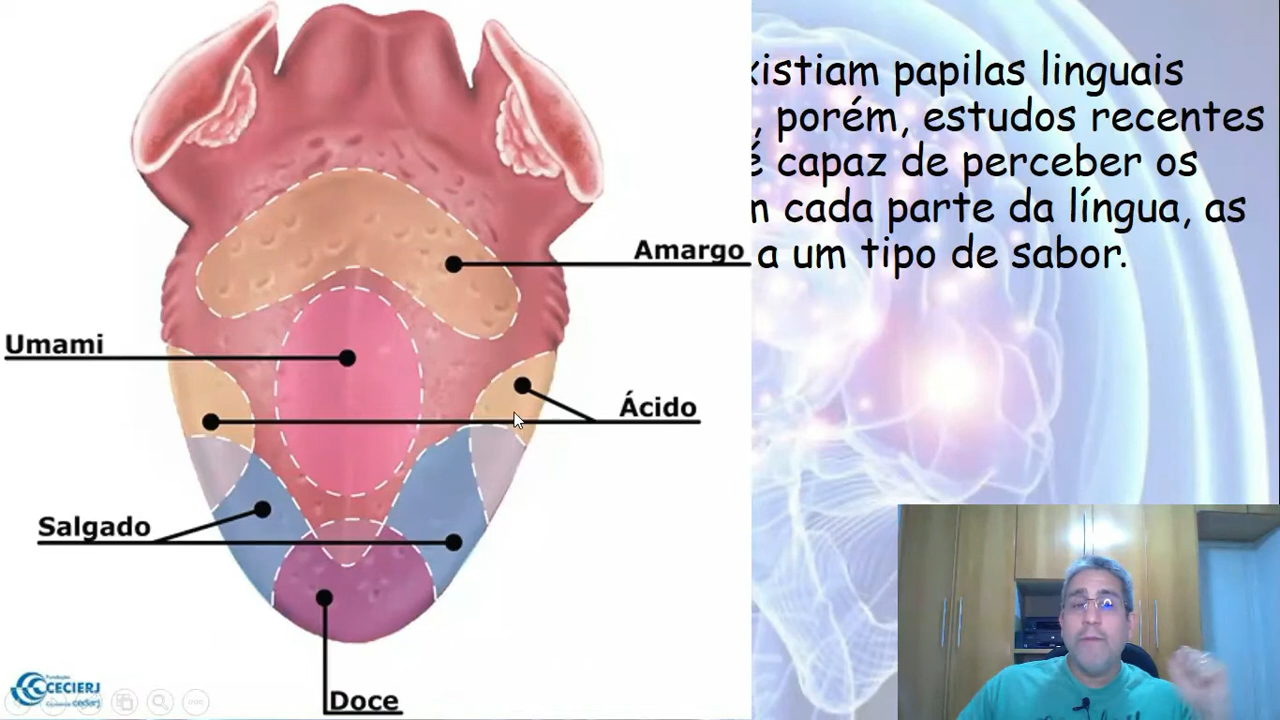 xistiam papilas linguais
, porém, estudos recentes
é capaz de perceber os
m cada parte da língua, as
a um tipo de sabor.
Amargo
Umami
Ácido
Salgado
Doce
Fundação
CECIERJ